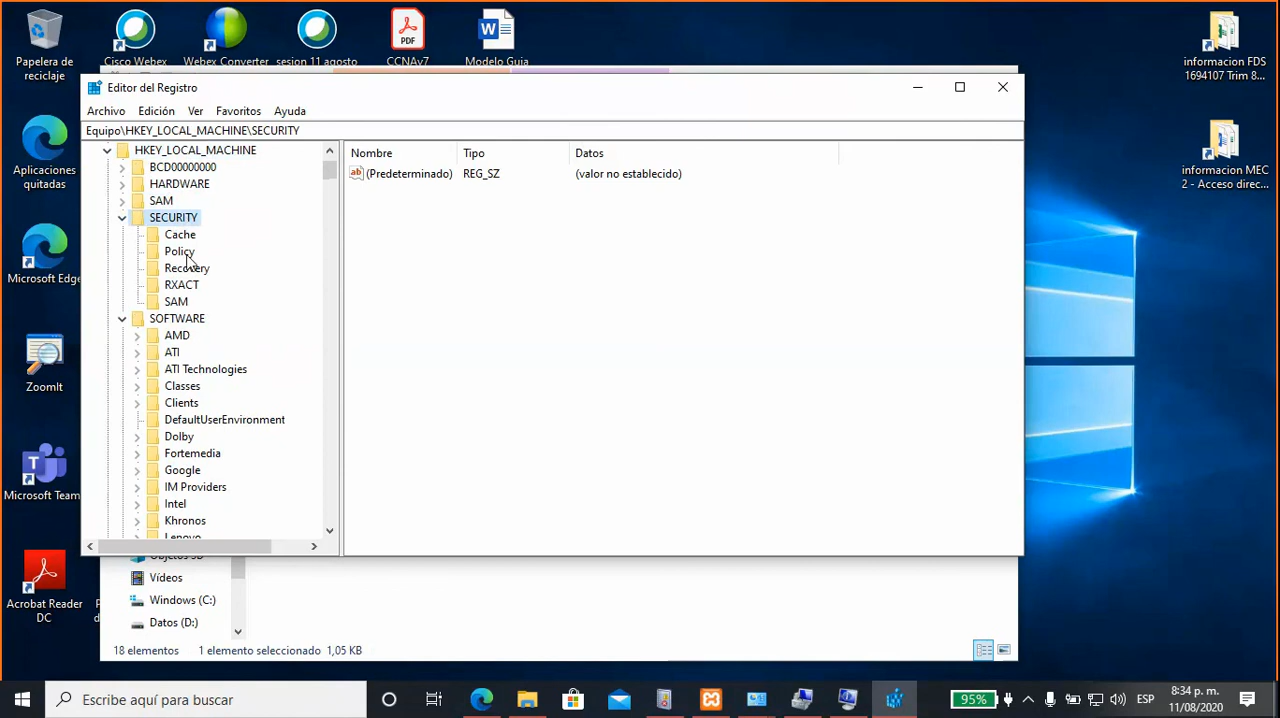 Papelera de
reciclaje
Cisco Webex
Webex Converter
sesion 11 agosto
PDF
CCNAv7
W
Modelo Guia
informacion FDS
1694107 Trim 8...
informacion MEC
2 - Acceso direc...
Aplicaciones
quitadas
Microsoft Edge
ZoomIt
Microsoft Team
Acrobat Reader
DC
Editor del Registro
Archivo Edición Ver Favoritos Ayuda
Equipo\HKEY_LOCAL_MACHINE\SECURITY
HKEY_LOCAL_MACHINE
BCD00000000
HARDWARE
SAM
SECURITY
Cache
Policy
Recovery
RXACT
SAM
SOFTWARE
AMD
ATI
ATI Technologies
Classes
Clients
DefaultUserEnvironment
Dolby
Fortemedia
Google
IM Providers
Intel
Khronos
Lenovo
Nombre Tipo Datos
ab (Predeterminado) REG_SZ (valor no establecido)
Objetos 3D
Vídeos
Windows (C:)
Datos (D:)
18 elementos 1 elemento seleccionado 1,05 KB
Escribe aquí para buscar
95%
ESP
8:34 p. m.
11/08/2020